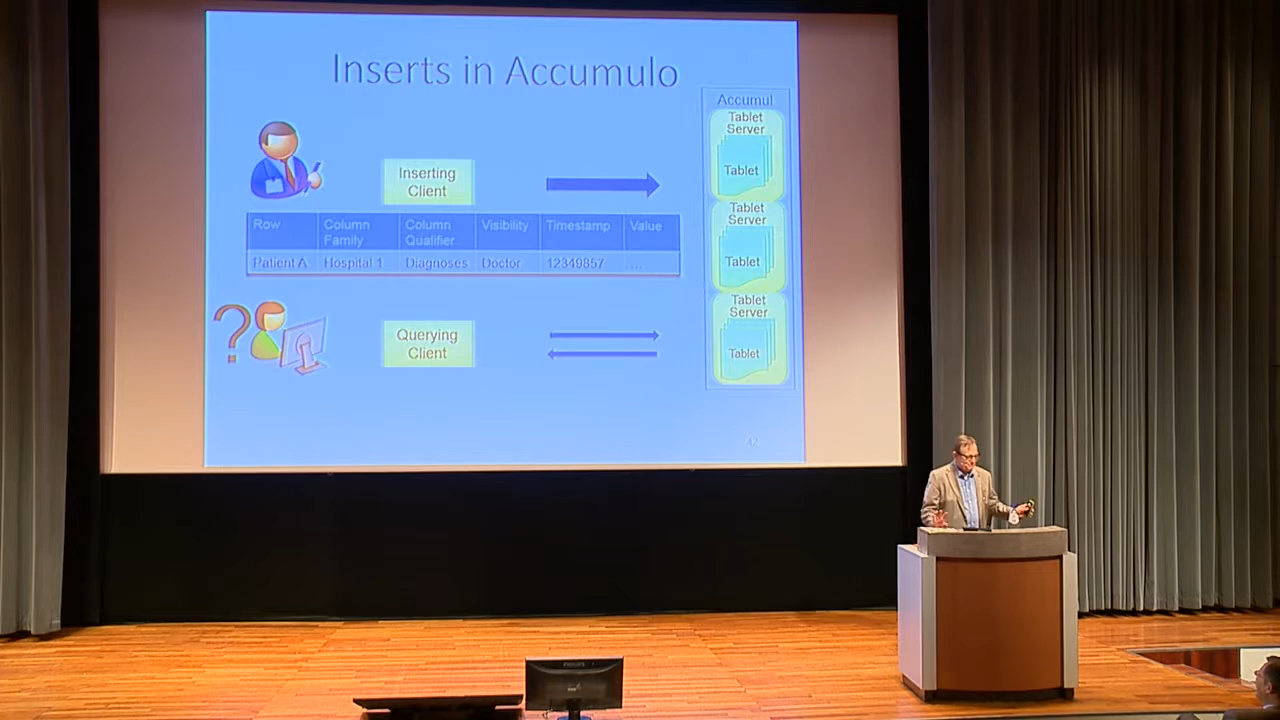 Inserts in Accumulo
Accumul
Tablet
Server
Tablet
Inserting
Client
Row
Column
Family
Column
Qualifier
Visibility
Timestamp
Value
Patient A
Hospital 1
Diagnoses
Doctor
12349857
...
Tablet
Server
Tablet
?
Querying
Client
Tablet
Server
Tablet
42
PHILIPS